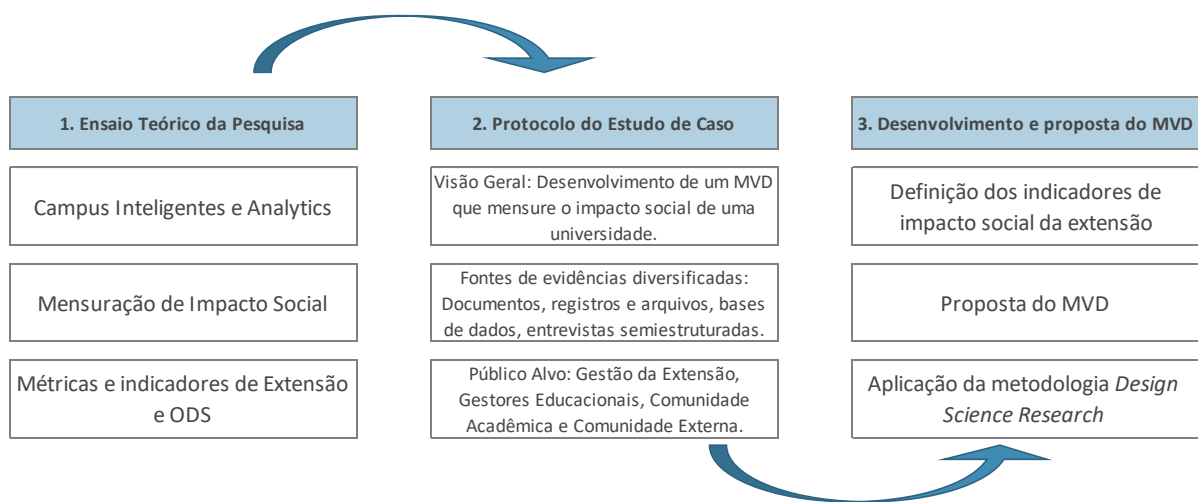 1. Ensaio Teórico da Pesquisa
Campus Inteligentes e Analytics
Mensuração de Impacto Social
Métricas e indicadores de Extensão
e ODS
2. Protocolo do Estudo de Caso
Visão Geral: Desenvolvimento de um MVD
que mensure o impacto social de uma
universidade.
Fontes de evidências diversificadas:
Documentos, registros e arquivos, bases
de dados, entrevistas semiestruturadas.
Público Alvo: Gestão da Extensão,
Gestores Educacionais, Comunidade
Acadêmica e Comunidade Externa.
3. Desenvolvimento e proposta do MVD
Definição dos indicadores de
impacto social da extensão
Proposta do MVD
Aplicação da metodologia Design
Science Research